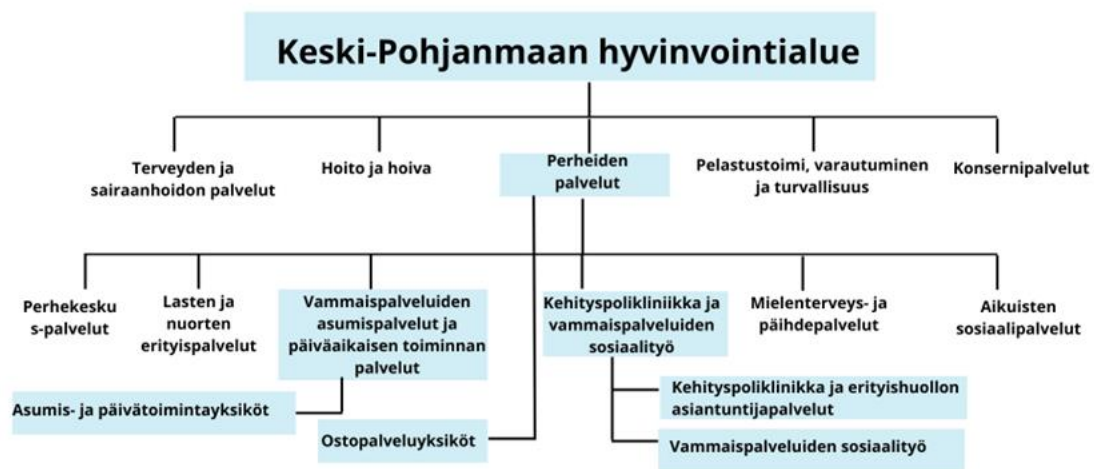 Keski-Pohjanmaan hyvinvointialue
Terveyden ja
sairaanhoidon palvelut
Hoito ja hoiva
Perheiden
palvelut
Pelastustoimi, varautuminen
ja turvallisuus
Konsernipalvelut
Perhekesku
s-palvelut
Lasten ja
nuorten
erityispalvelut
Vammaispalveluiden
asumispalvelut ja
päiväaikaisen toiminnan
palvelut
Kehityspolikliniikka ja
vammaispalveluiden
sosiaalityö
Mielenterveys- ja
päihdepalvelut
Aikuisten
sosiaalipalvelut
Asumis- ja päivätoimintayksiköt
Ostopalveluyksiköt
Kehityspoliklinikka ja erityishuollon
asiantuntijapalvelut
Vammaispalveluiden sosiaalityö